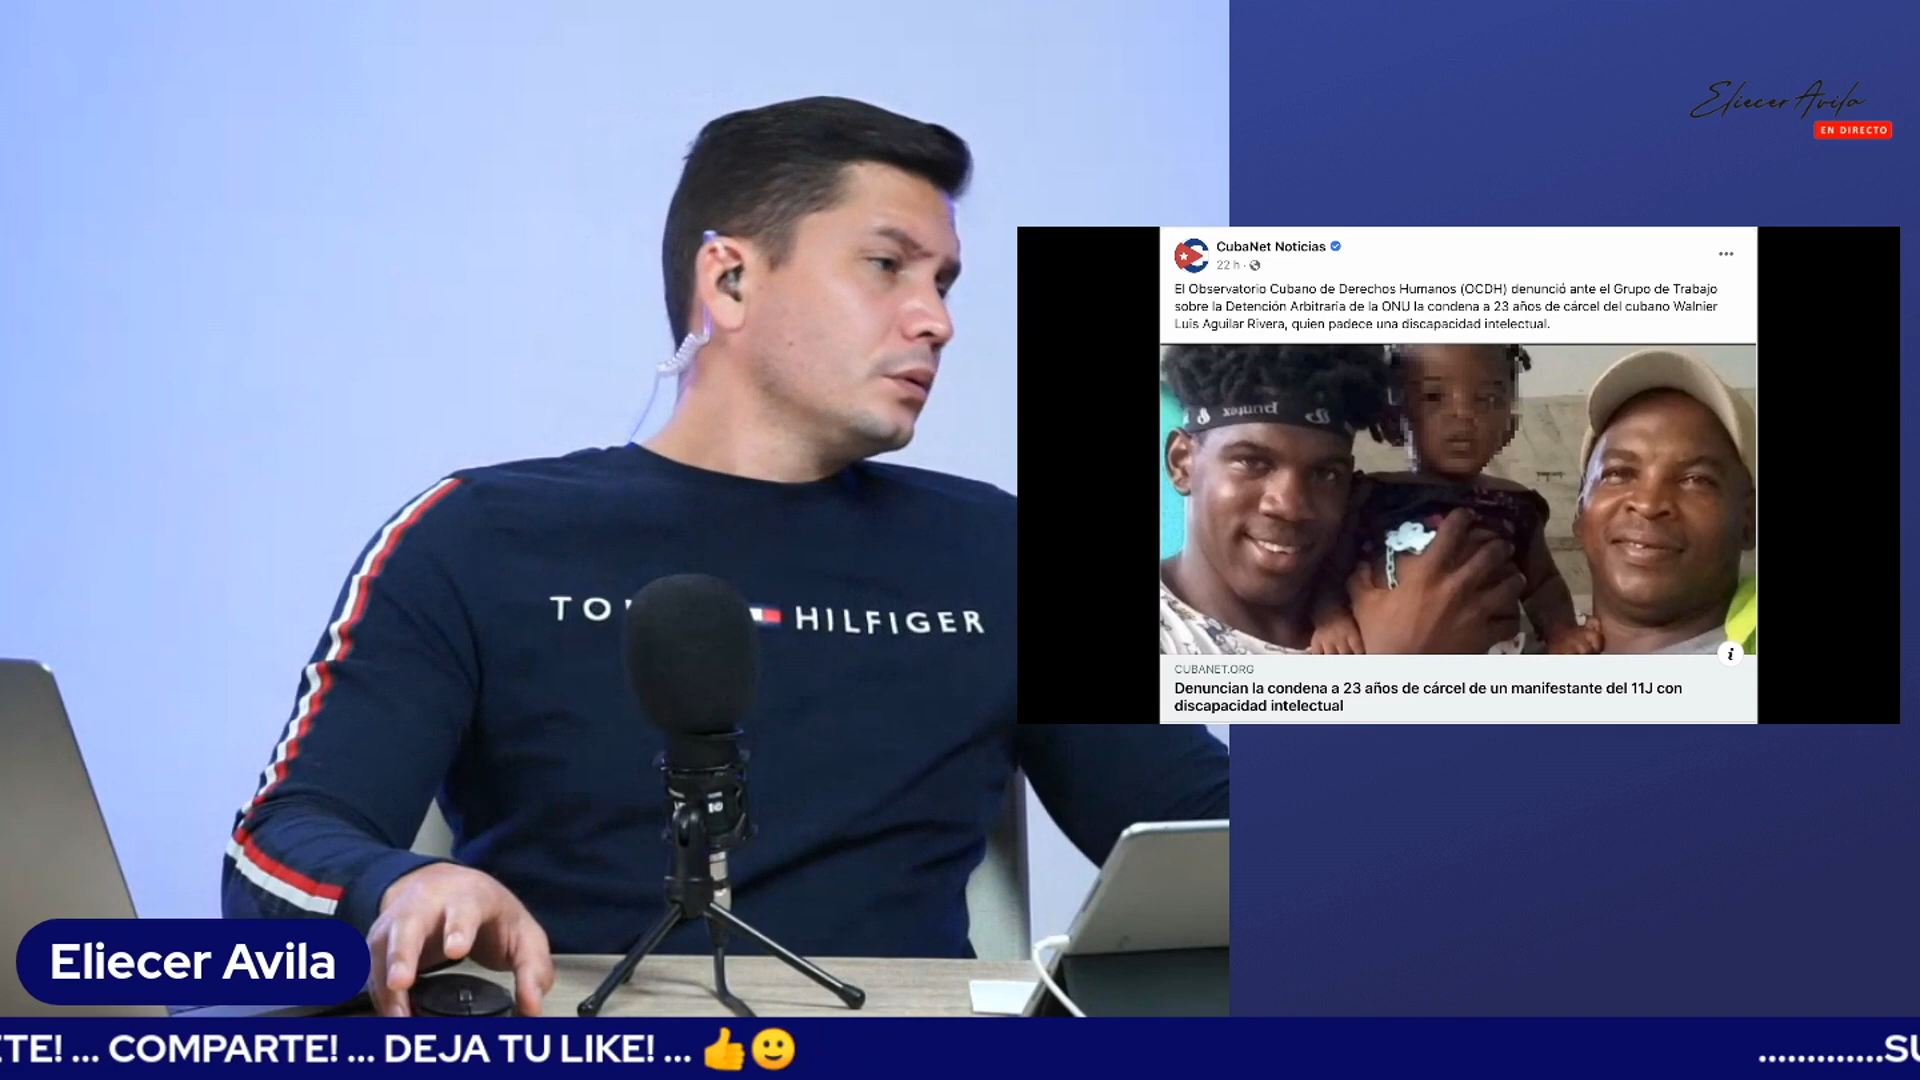 Eliecer Avila
EN DIRECTO
CubaNet Noticias
22 h ·
El Observatorio Cubano de Derechos Humanos (OCDH) denunció ante el Grupo de Trabajo
sobre la Detención Arbitraria de la ONU la condena a 23 años de cárcel del cubano Walnier
Luis Aguilar Rivera, quien padece una discapacidad intelectual.
CUBANET.ORG
Denuncian la condena a 23 años de cárcel de un manifestante del 11J con
discapacidad intelectual
TO HILFIGER
Eliecer Avila
ETE! ... COMPARTE! ... DEJA TU LIKE! ... 👍🙂 .............SU